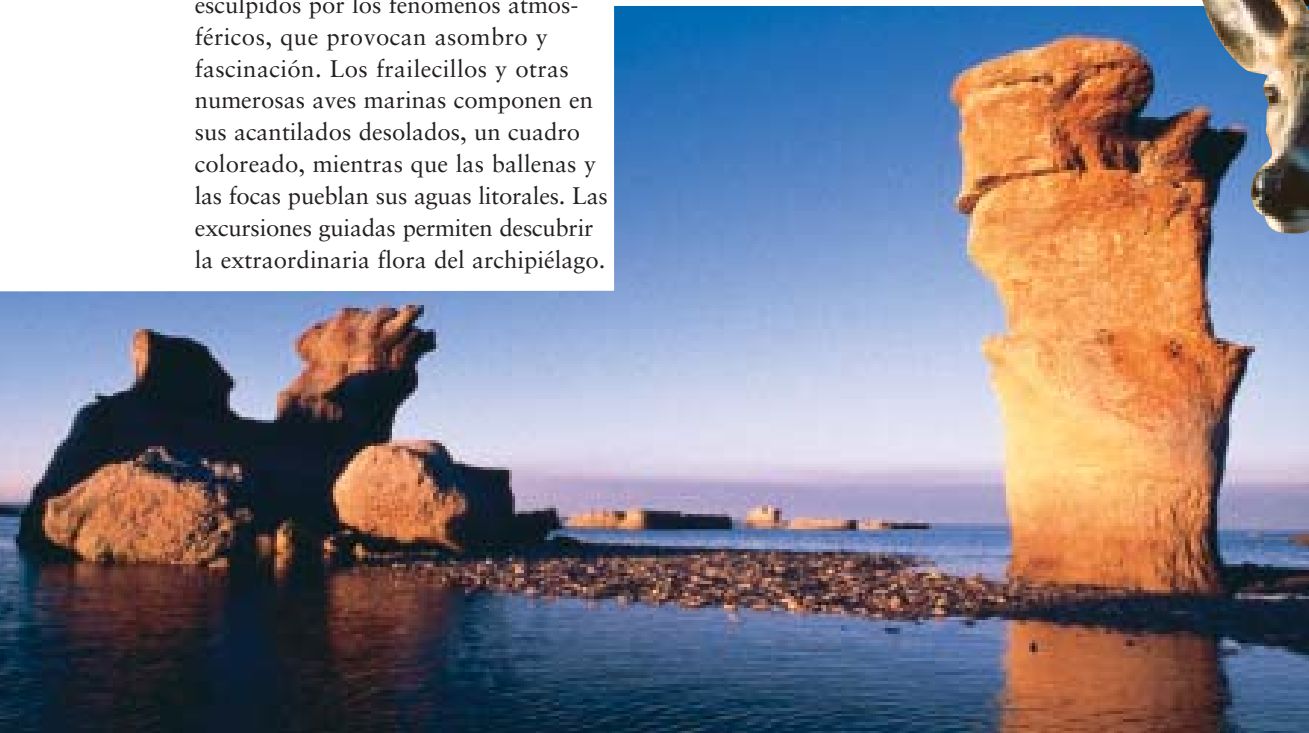 esculpidos por los fenómenos atmos-
féricos, que provocan asombro y
fascinación. Los frailecillos y otras
numerosas aves marinas componen en
sus acantilados desolados, un cuadro
coloreado, mientras que las ballenas y
las focas pueblan sus aguas litorales. Las
excursiones guiadas permiten descubrir
la extraordinaria flora del archipiélago.